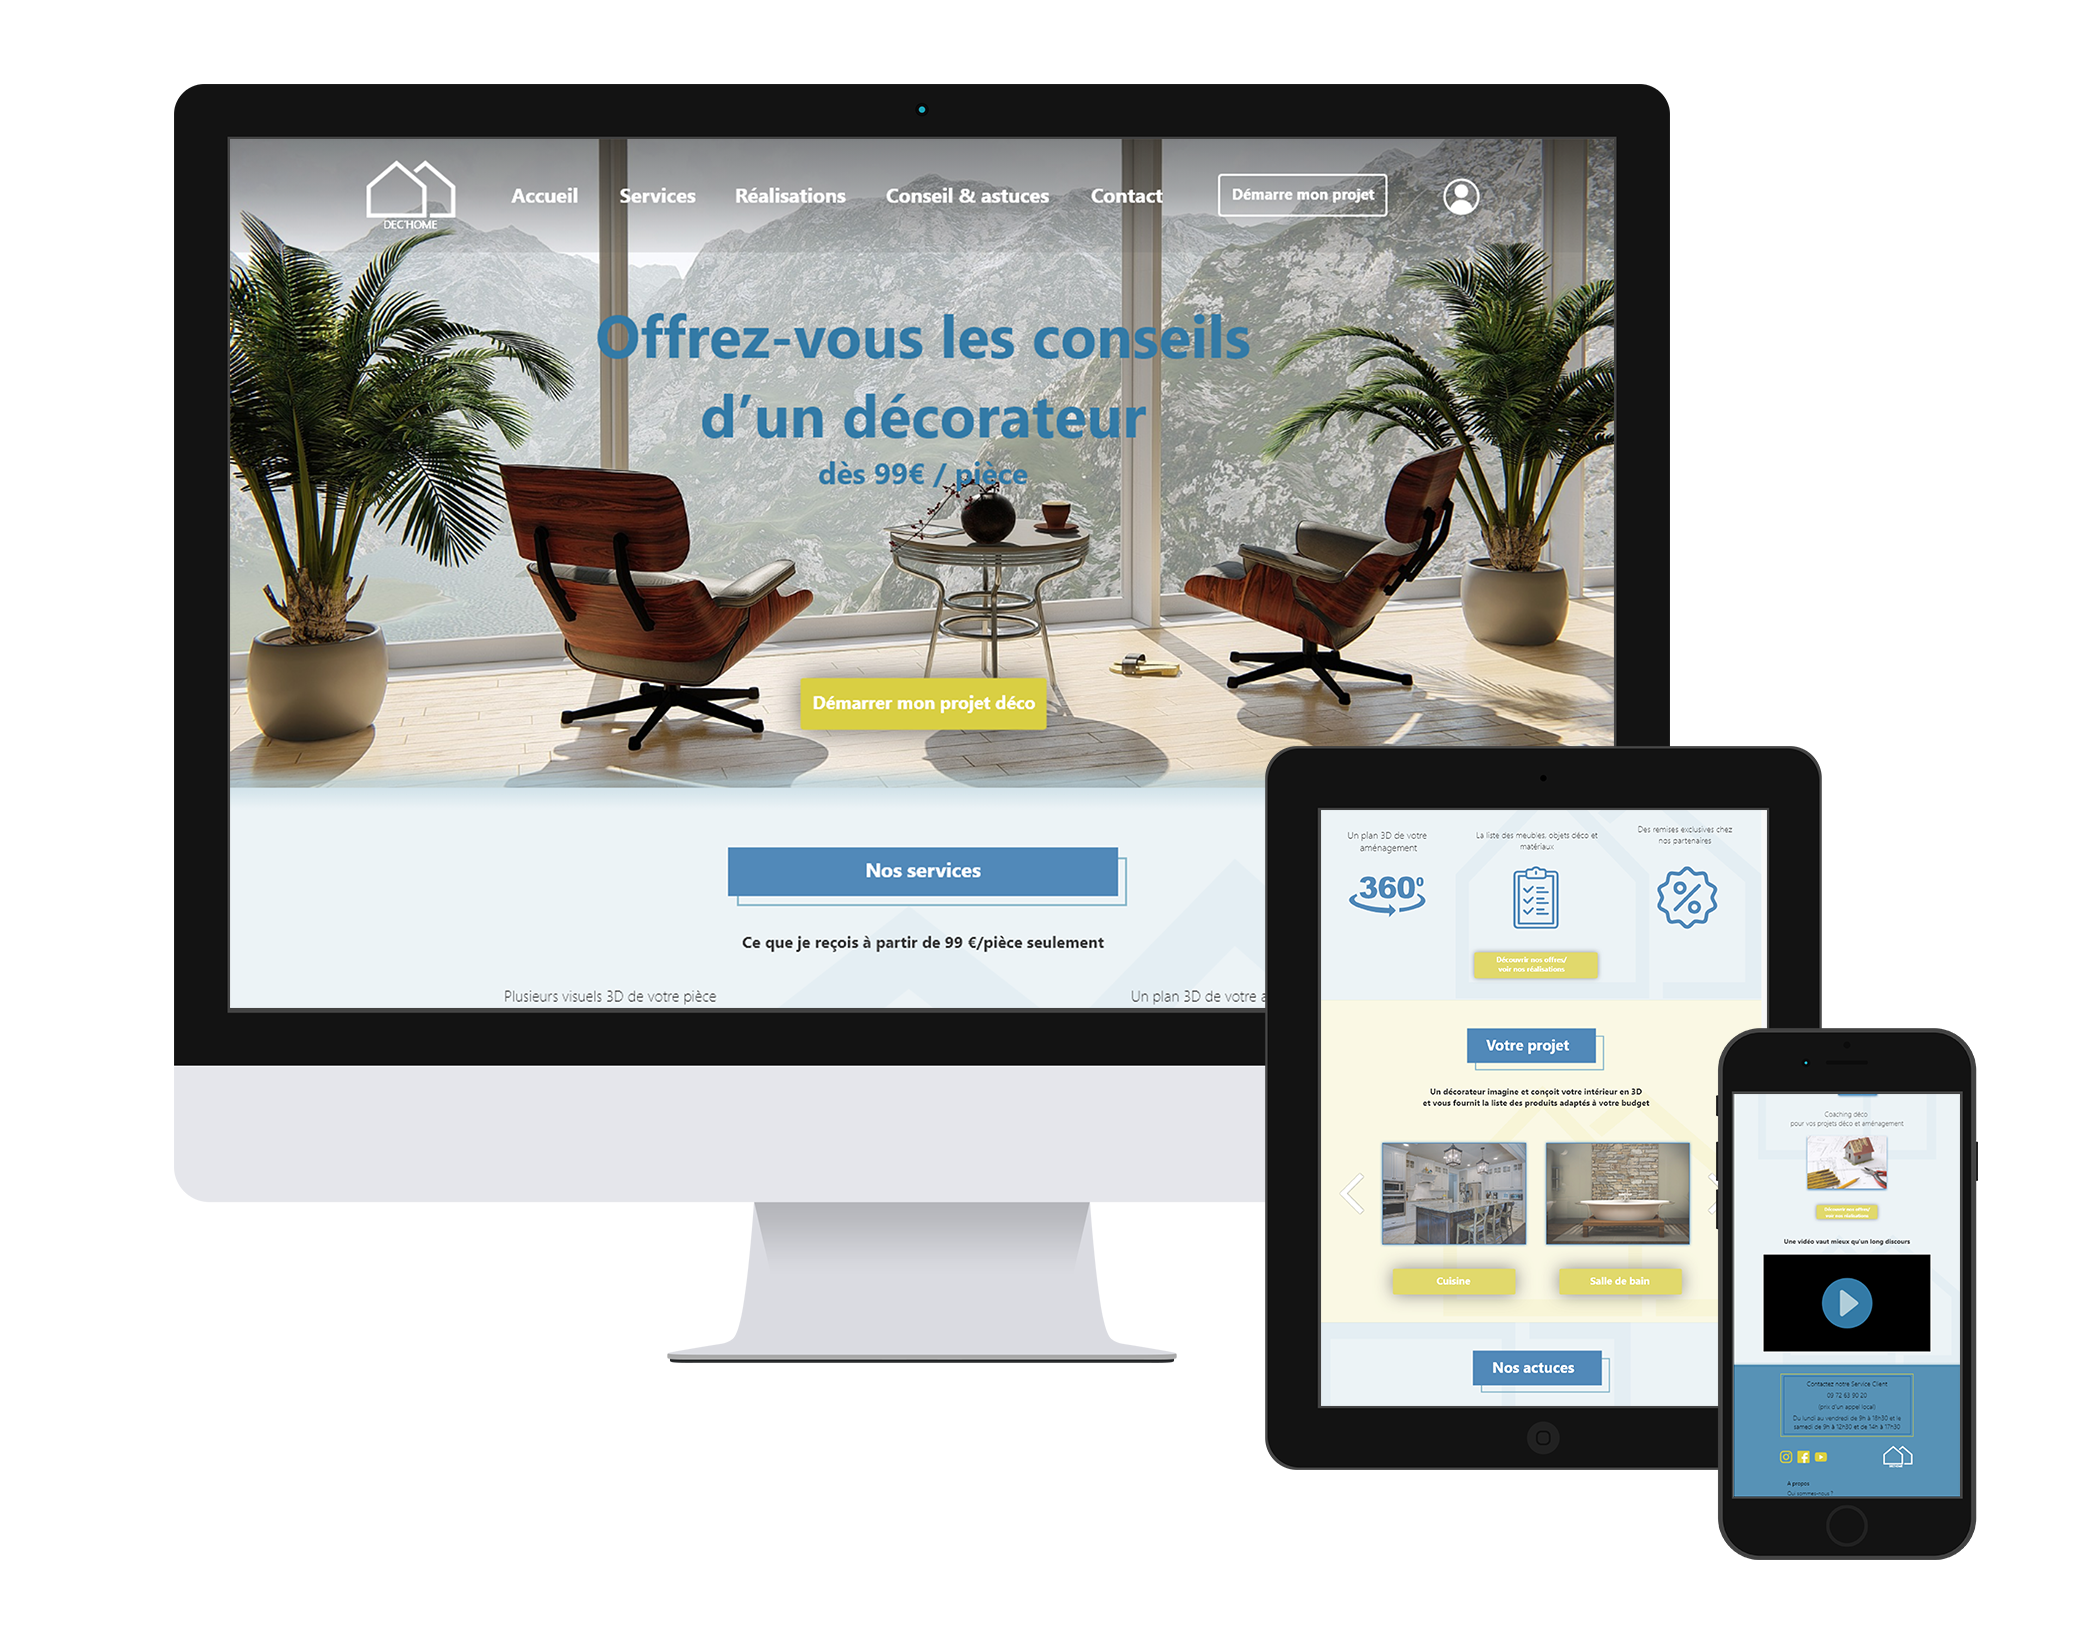 DEC'HOME
Accueil
Services
Réalisations
Conseil & astuces
Contact
Démarre mon projet
Offrez-vous les conseils
d'un décorateur
dès 99€ / pièce
Démarrer mon projet déco
Nos services
Ce que je reçois à partir de 99 €/pièce seulement
Plusieurs visuels 3D de votre pièce
Un plan 3D de votre a
Un plan 3D de votre
aménagement
360°
La liste des meubles, objets déco et
matériaux
Des remises exclusives chez
nos partenaires
%
Découvrir nos offres/
voir nos réalisations
Votre projet
Un décorateur imagine et conçoit votre intérieur en 3D
et vous fournit la liste des produits adaptés à votre budget
Cuisine
Salle de bain
Nos actuces
Coaching déco
pour vos projets déco et aménagement
Découvrir nos offres/
voir nos réalisations
Une vidéo vaut mieux qu'un long discours
Contactez notre Service Client
09 72 63 90 20
(prix d'un appel local)
Du lundi au vendredi de 9h à 18h30 et le
samedi de 9h à 12h30 et de 14h à 17h30
A propos
Qui sommes-nous ?